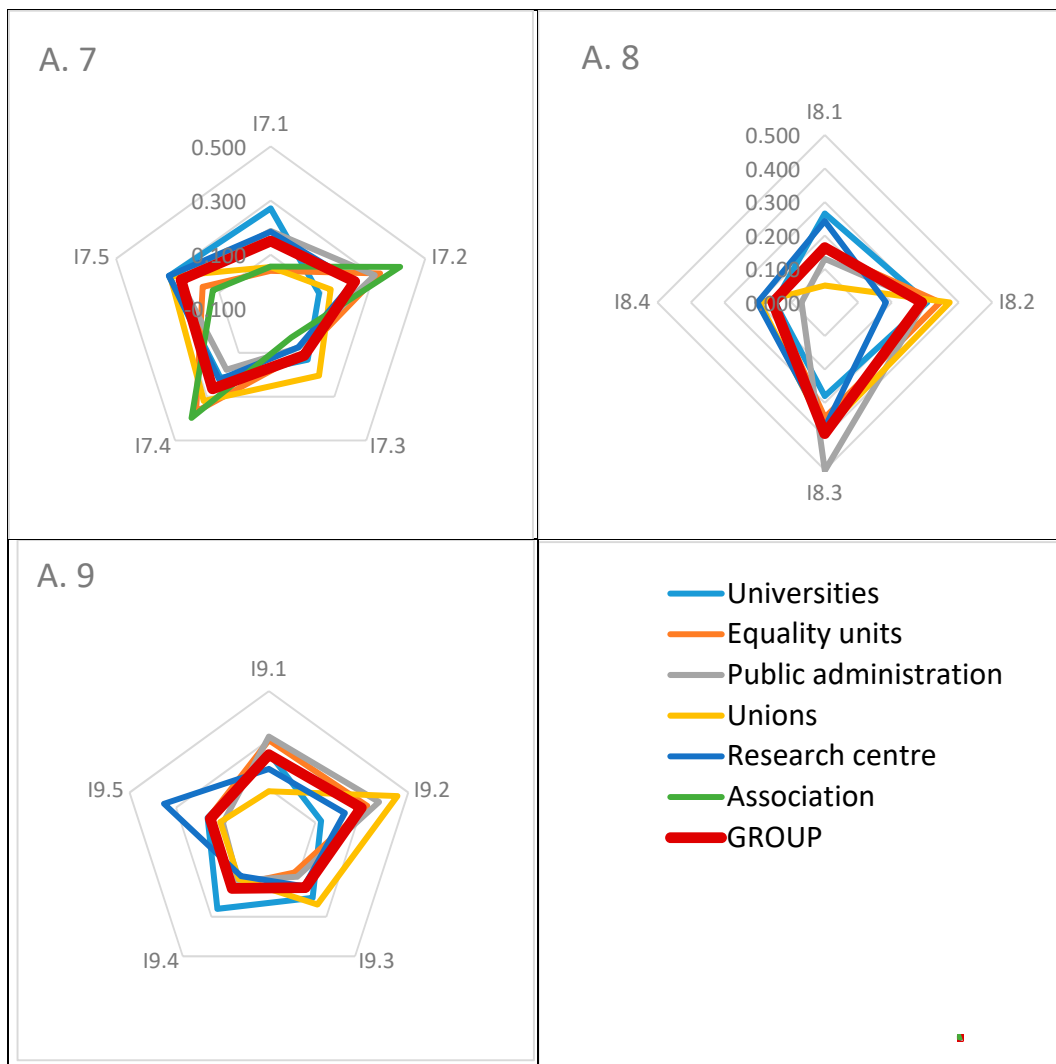 A. 7
I7.1
0.500
0.300
0.100
-0.100
I7.2
I7.3
I7.4
I7.5
A. 8
I8.1
0.500
0.400
0.300
0.200
0.100
0.000
I8.2
I8.3
I8.4
A. 9
I9.1
I9.2
I9.3
I9.4
I9.5
Universities
Equality units
Public administration
Unions
Research centre
Association
GROUP